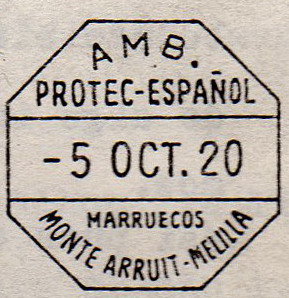 AMB.
PROTEC-ESPAÑOL
-5 OCT. 20
MARRUECOS
MONTE ARRUIT-MELILLA